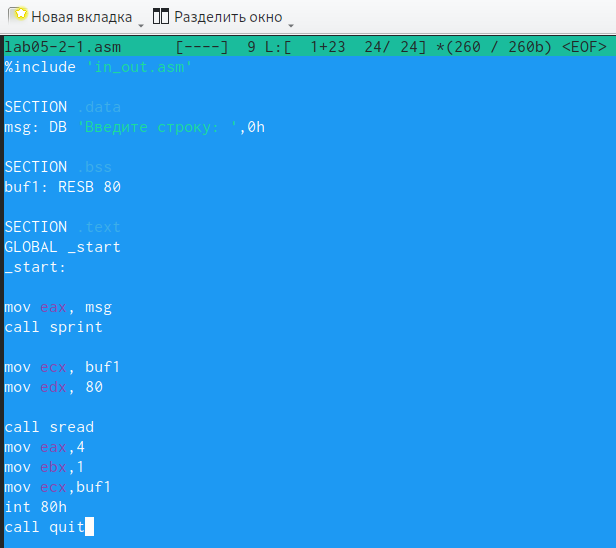 Новая вкладка Разделить окно
lab05-2-1.asm [----] 9 L:[ 1+23 24/ 24] *(260 / 260b) <EOF>
%include 'in_out.asm'
SECTION .data
msg: DB 'Введите строку: ',0h
SECTION .bss
buf1: RESB 80
SECTION .text
GLOBAL _start
_start:
mov eax, msg
call sprint
mov ecx, buf1
mov edx, 80
call sread
mov eax,4
mov ebx,1
mov ecx,buf1
int 80h
call quit